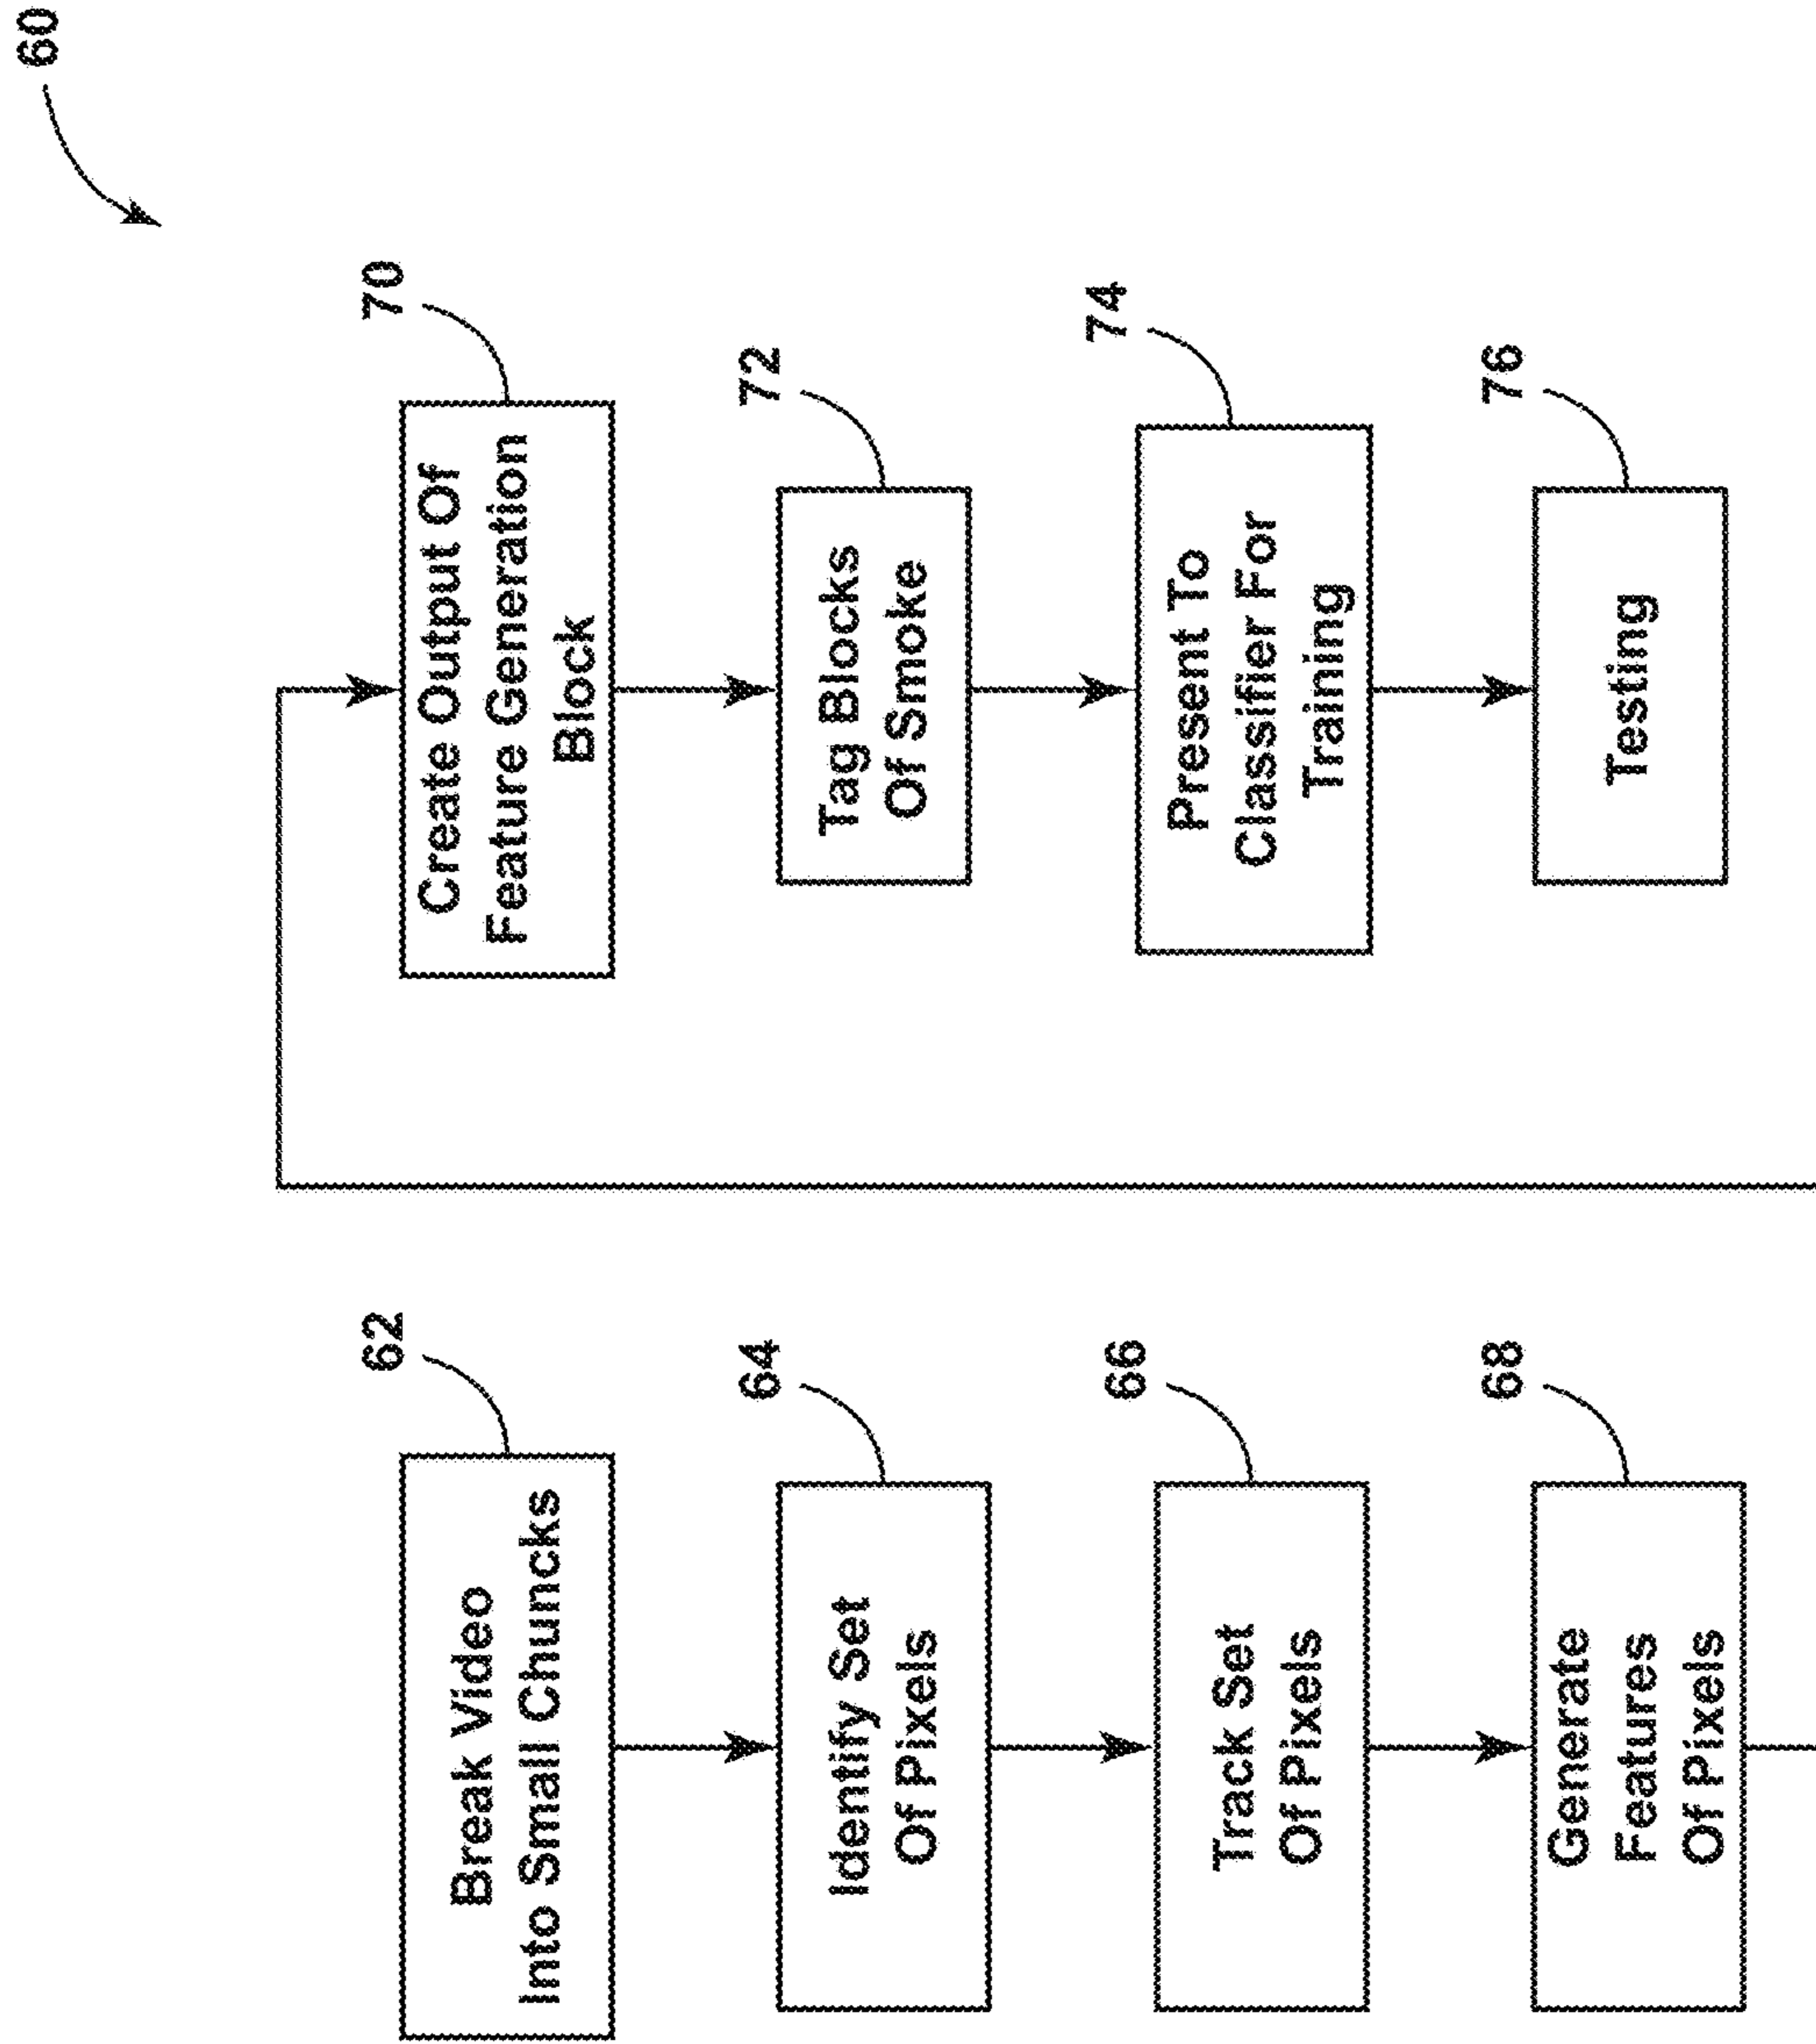 60
62
Break Video
Into Small Chuncks
64
Identify Set
Of Pixels
66
Track Set
Of Pixels
68
Generate
Features
Of Pixels
70
Create Output Of
Feature Generation
Block
72
Tag Blocks
Of Smoke
74
Present To
Classifier For
Training
76
Testing